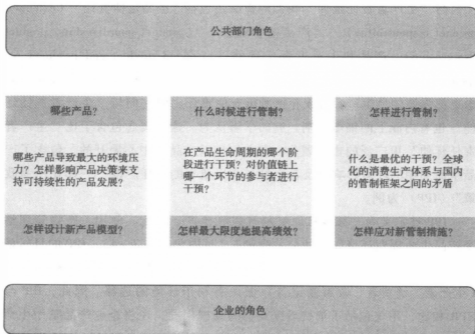 公共部门角色
哪些产品?
什么时候进行管制?
怎样进行管制?
哪些产品导致最大的环境压
力? 怎样影响产品决策来支
持可持续性的产品发展?
在产品生命周期的哪个阶
段进行干预? 对价值链上
哪一个环节的参与者进行
干预?
什么是最优的干预? 全球
化的消费生产体系与国内
的管制框架之间的矛盾
怎样设计新产品模型?
怎样最大限度地提高绩效?
怎样应对新管制措施?
企业的角色